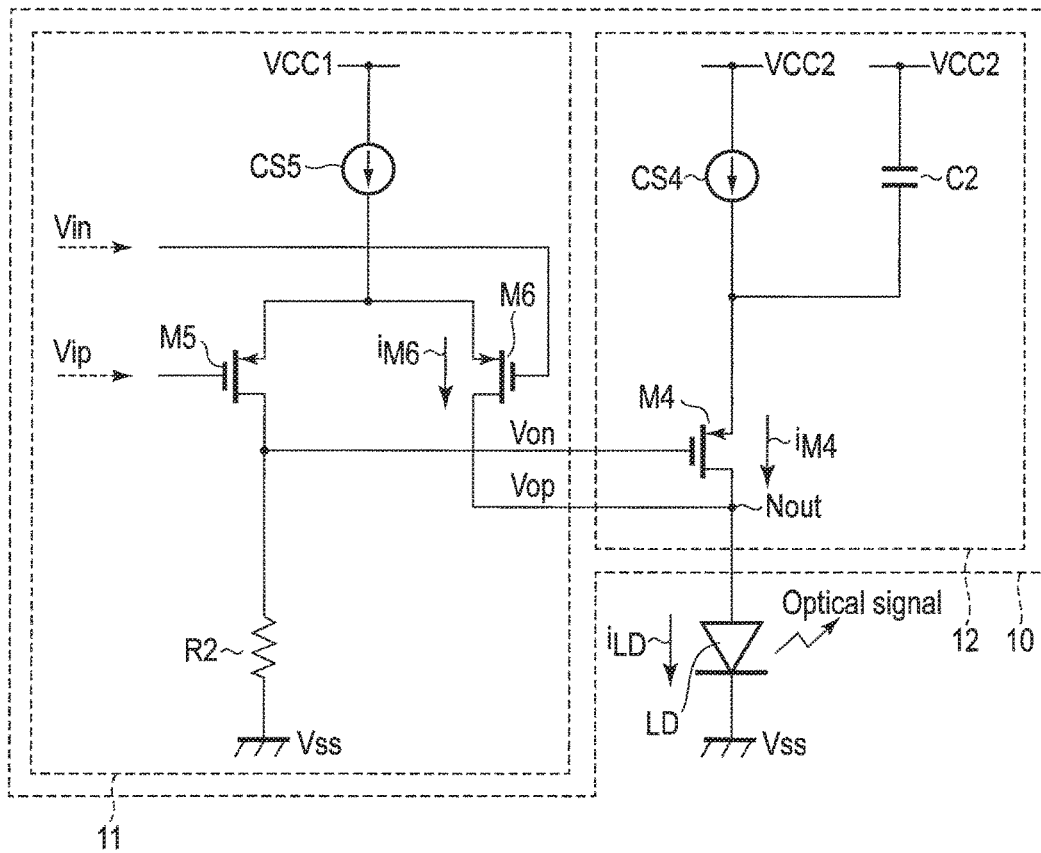 VCC1
VCC2
VCC2
CS5
CS4
C2
Vin
M6
M5
iM6
Vip
M4
Von
iM4
Vop
Nout
Optical signal
12
10
R2
iLD
LD
Vss
Vss
11